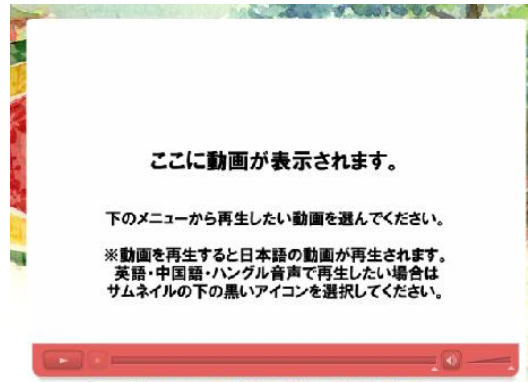 ここに動画が表示されます。
下のメニューから再生したい動画を選んでください。
※動画を再生すると日本語の動画が再生されます。
英語・中国語・ハングル音声で再生したい場合は
サムネイルの下の黒いアイコンを選択してください。